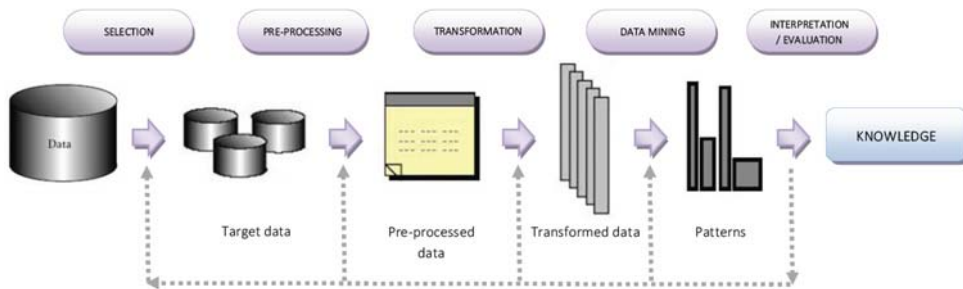 SELECTION
PRE-PROCESSING
TRANSFORMATION
DATA MINING
INTERPRETATION
/ EVALUATION
Data
KNOWLEDGE
Target data
Pre-processed
data
Transformed data
Patterns